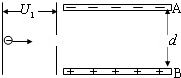 U₁
A
− − − − −
⊖
d
+ + + + +
B